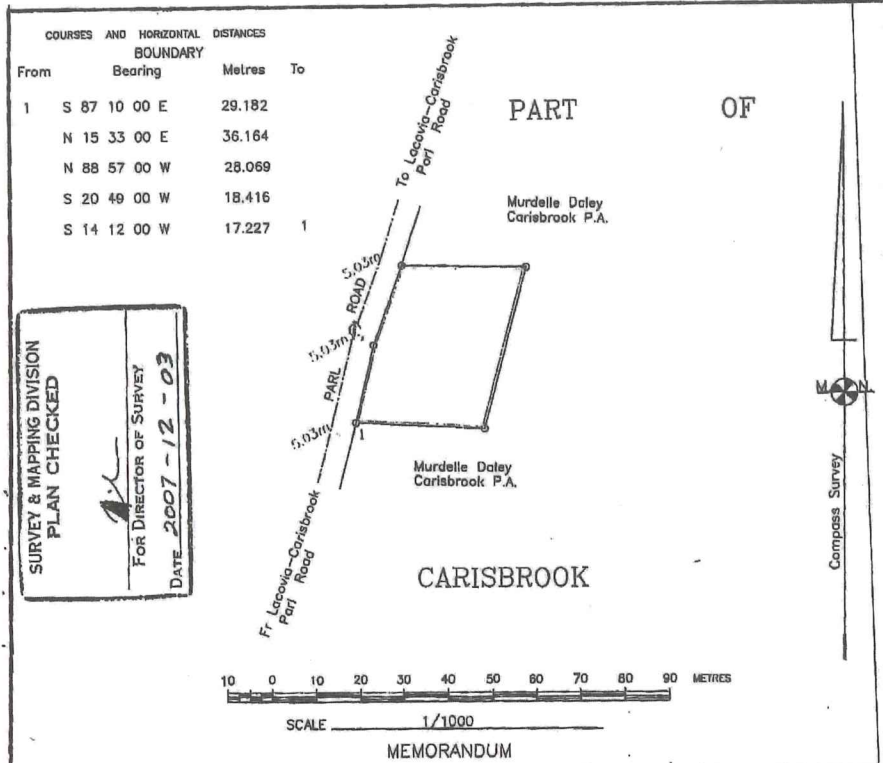 COURSES AND HORIZONTAL DISTANCES
BOUNDARY
From Bearing Metres To
1 S 87 10 00 E 29.182
N 15 33 00 E 36.164
N 88 57 00 W 28.069
S 20 49 00 W 18.416
S 14 12 00 W 17.227 1
PART OF
To Lacovia-Carisbrook
Parl Road
Murdelle Daley
Carisbrook P.A.
5.03m
5.03m
5.03m
PARL ROAD
1
Murdelle Daley
Carisbrook P.A.
Fr Lacovia-Carisbrook
Parl Road
CARISBROOK
M. N.
Compass Survey
SURVEY & MAPPING DIVISION
PLAN CHECKED
FOR DIRECTOR OF SURVEY
DATE 2007-12-03
10 0 10 20 30 40 50 60 70 80 90 METRES
SCALE 1/1000
MEMORANDUM